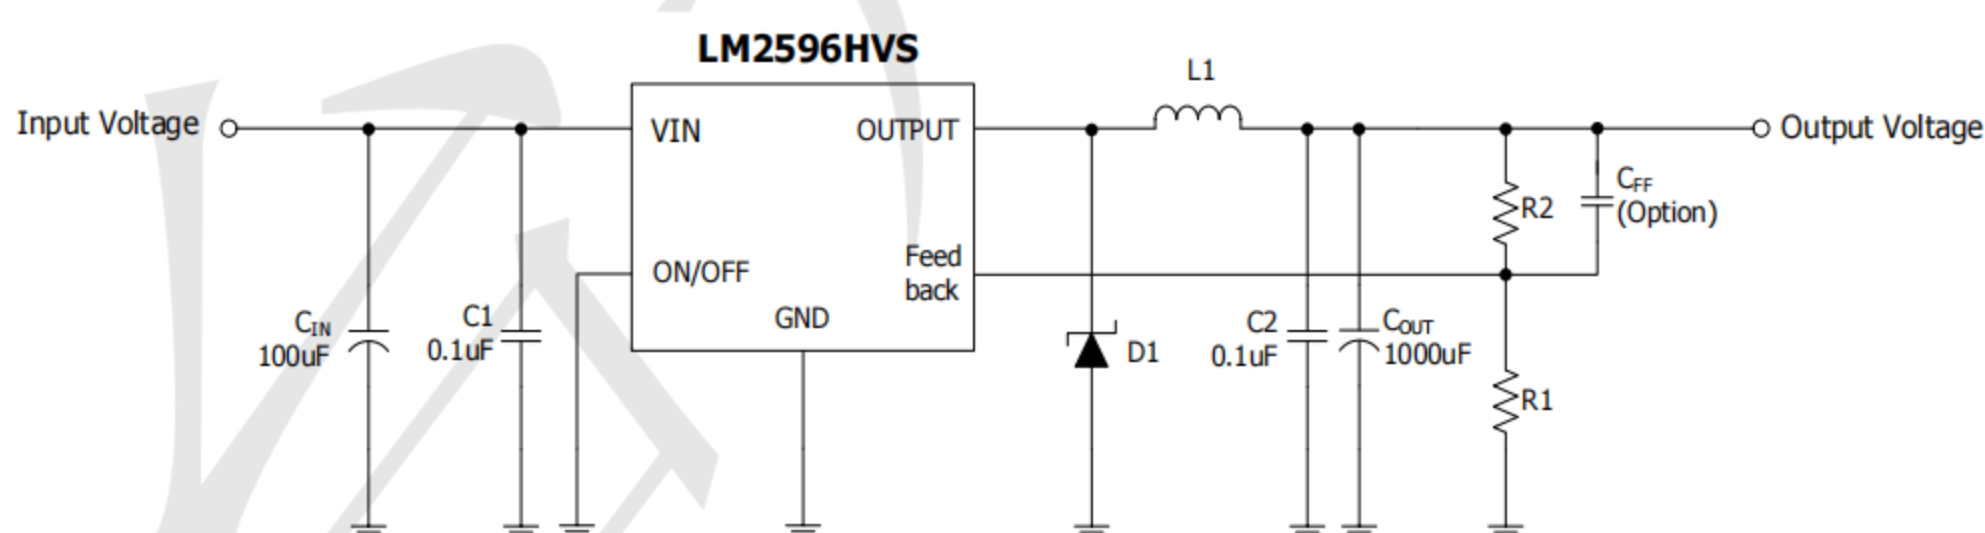 LM2596HVS
L1
Input Voltage
VIN
OUTPUT
Output Voltage
CFF
(Option)
R2
ON/OFF
Feed
back
GND
CIN
100uF
C1
0.1uF
D1
C2
0.1uF
COUT
1000uF
R1